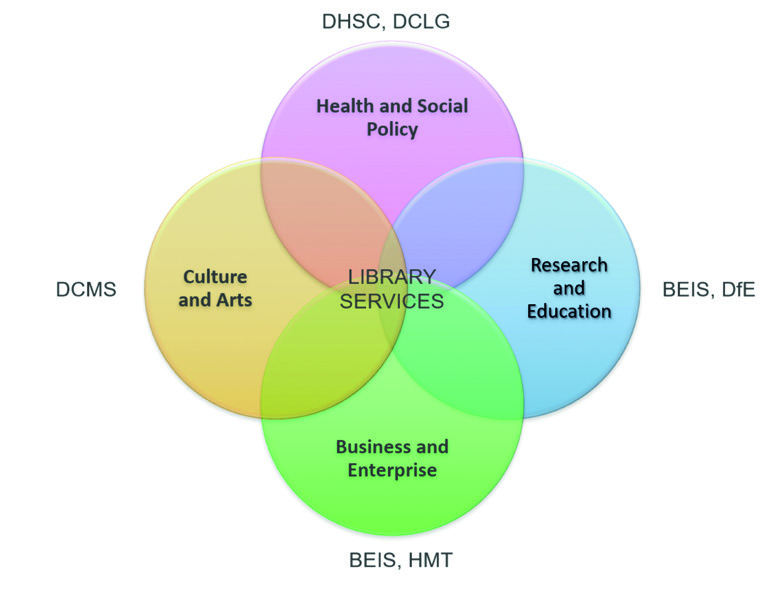 DHSC, DCLG
Health and Social
Policy
Culture
and Arts
LIBRARY
SERVICES
Research
and
Education
DCMS
BEIS, DfE
Business and
Enterprise
BEIS, HMT